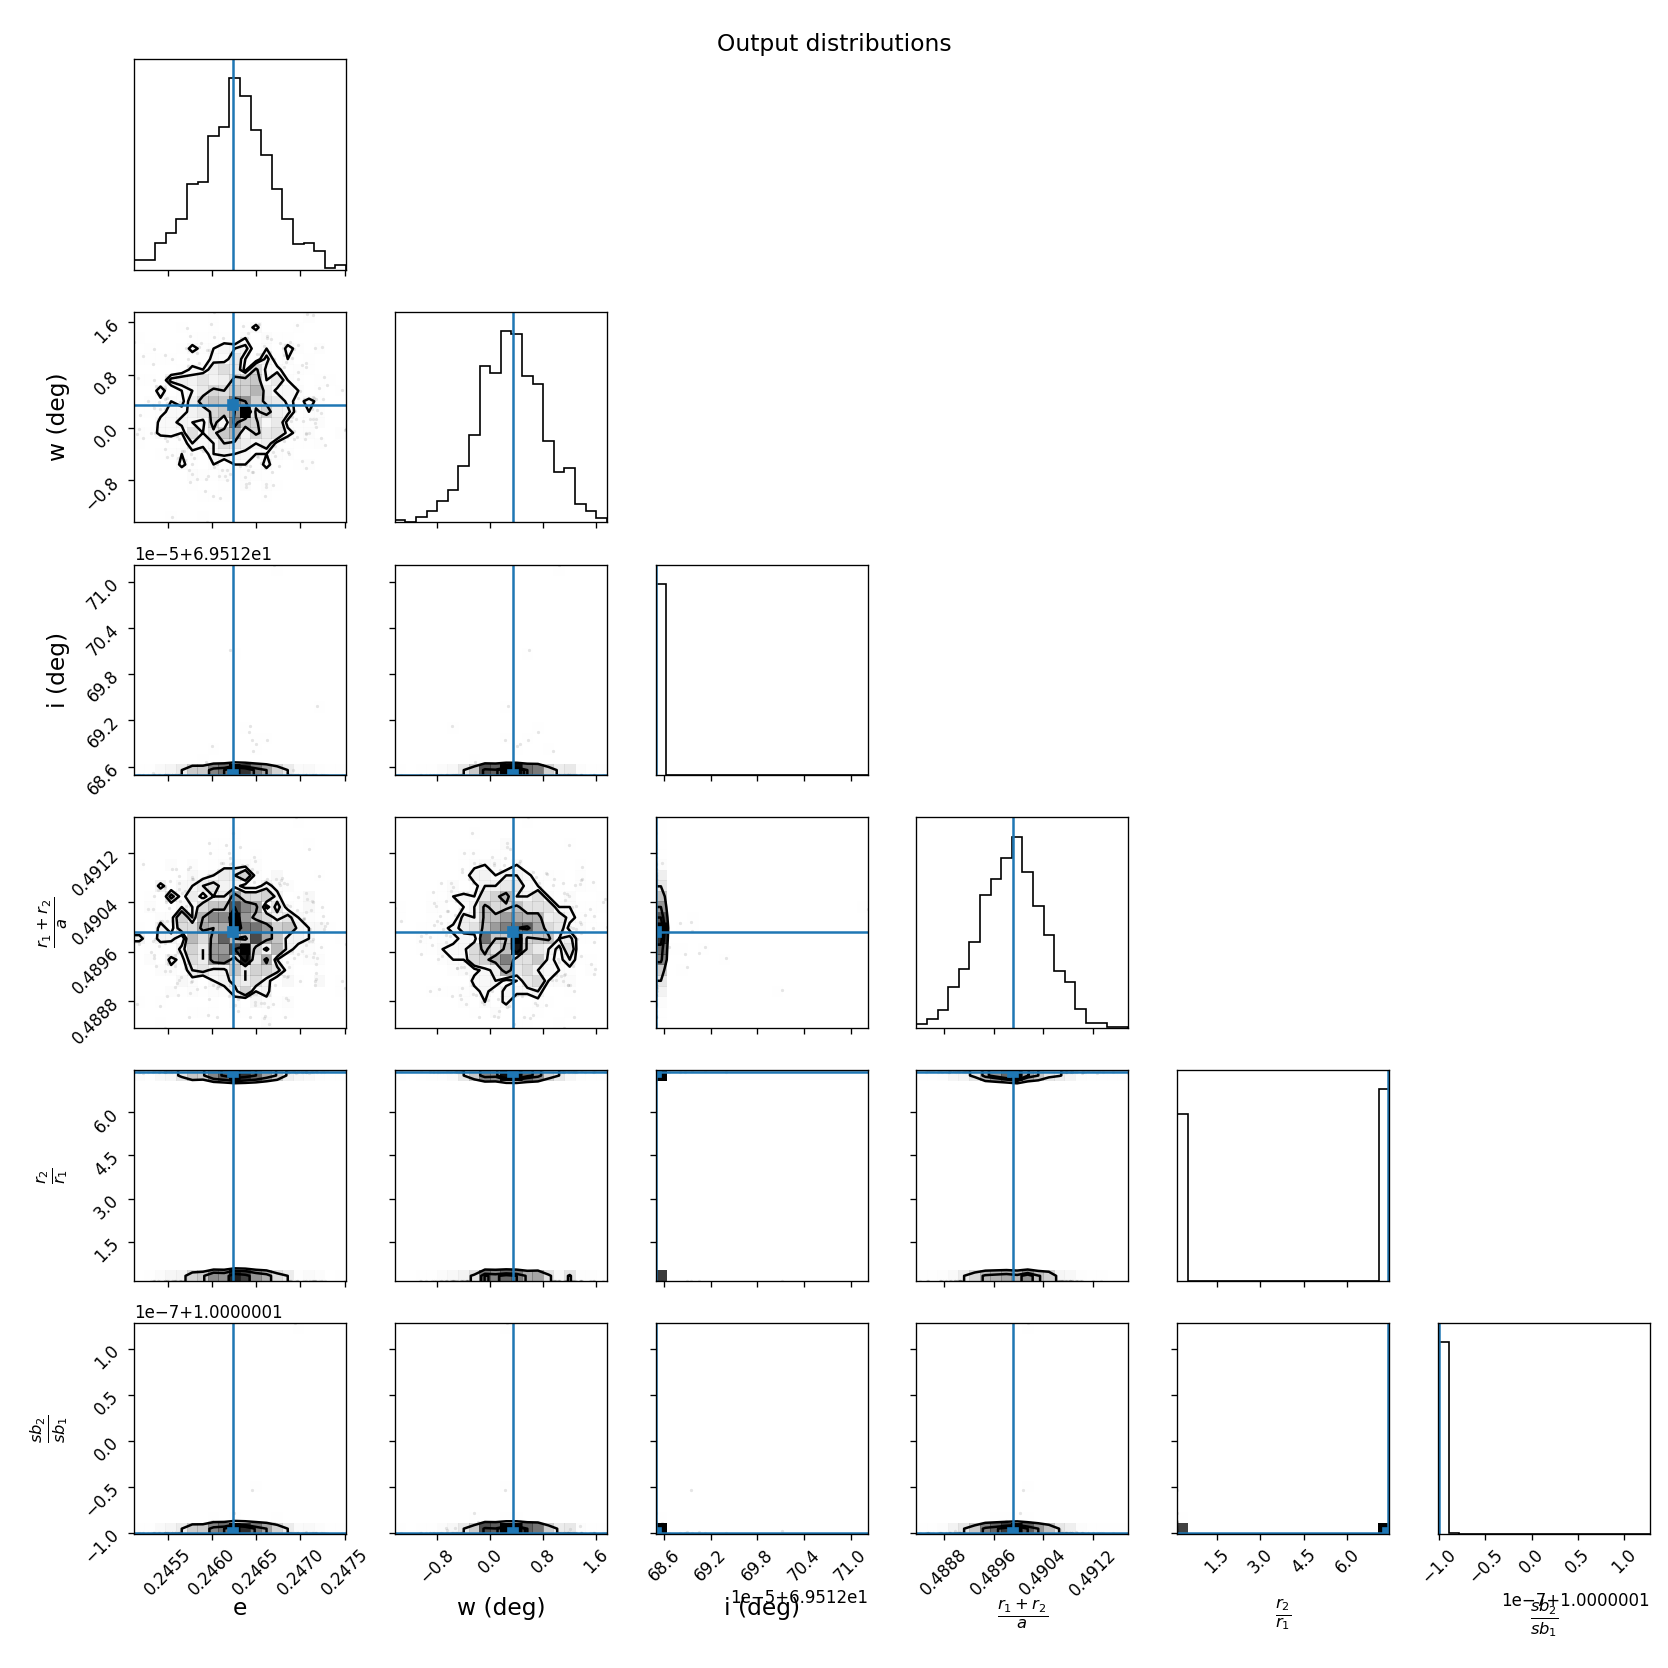 Output distributions
w (deg)
1.6
0.8
0.0
−0.8
1e−5+6.9512e1
i (deg)
71.0
70.4
69.8
69.2
68.6
r₁ + r₂
a
0.4912
0.4904
0.4896
0.4888
r₂
r₁
6.0
4.5
3.0
1.5
1e−7+1.0000001
sb₂
sb₁
1.0
0.5
0.0
−0.5
−1.0
0.2455 0.2460 0.2465 0.2470 0.2475 −0.8 0.0 0.8 1.6 68.6 69.2 69.8 70.4 71.0 0.4888 0.4896 0.4904 0.4912 1.5 3.0 4.5 6.0 −1.0 −0.5 0.0 0.5 1.0
1e−5+6.9512e1 1e−7+1.0000001
e w (deg) i (deg) r₁ + r₂ r₂ sb₂
a r₁ sb₁